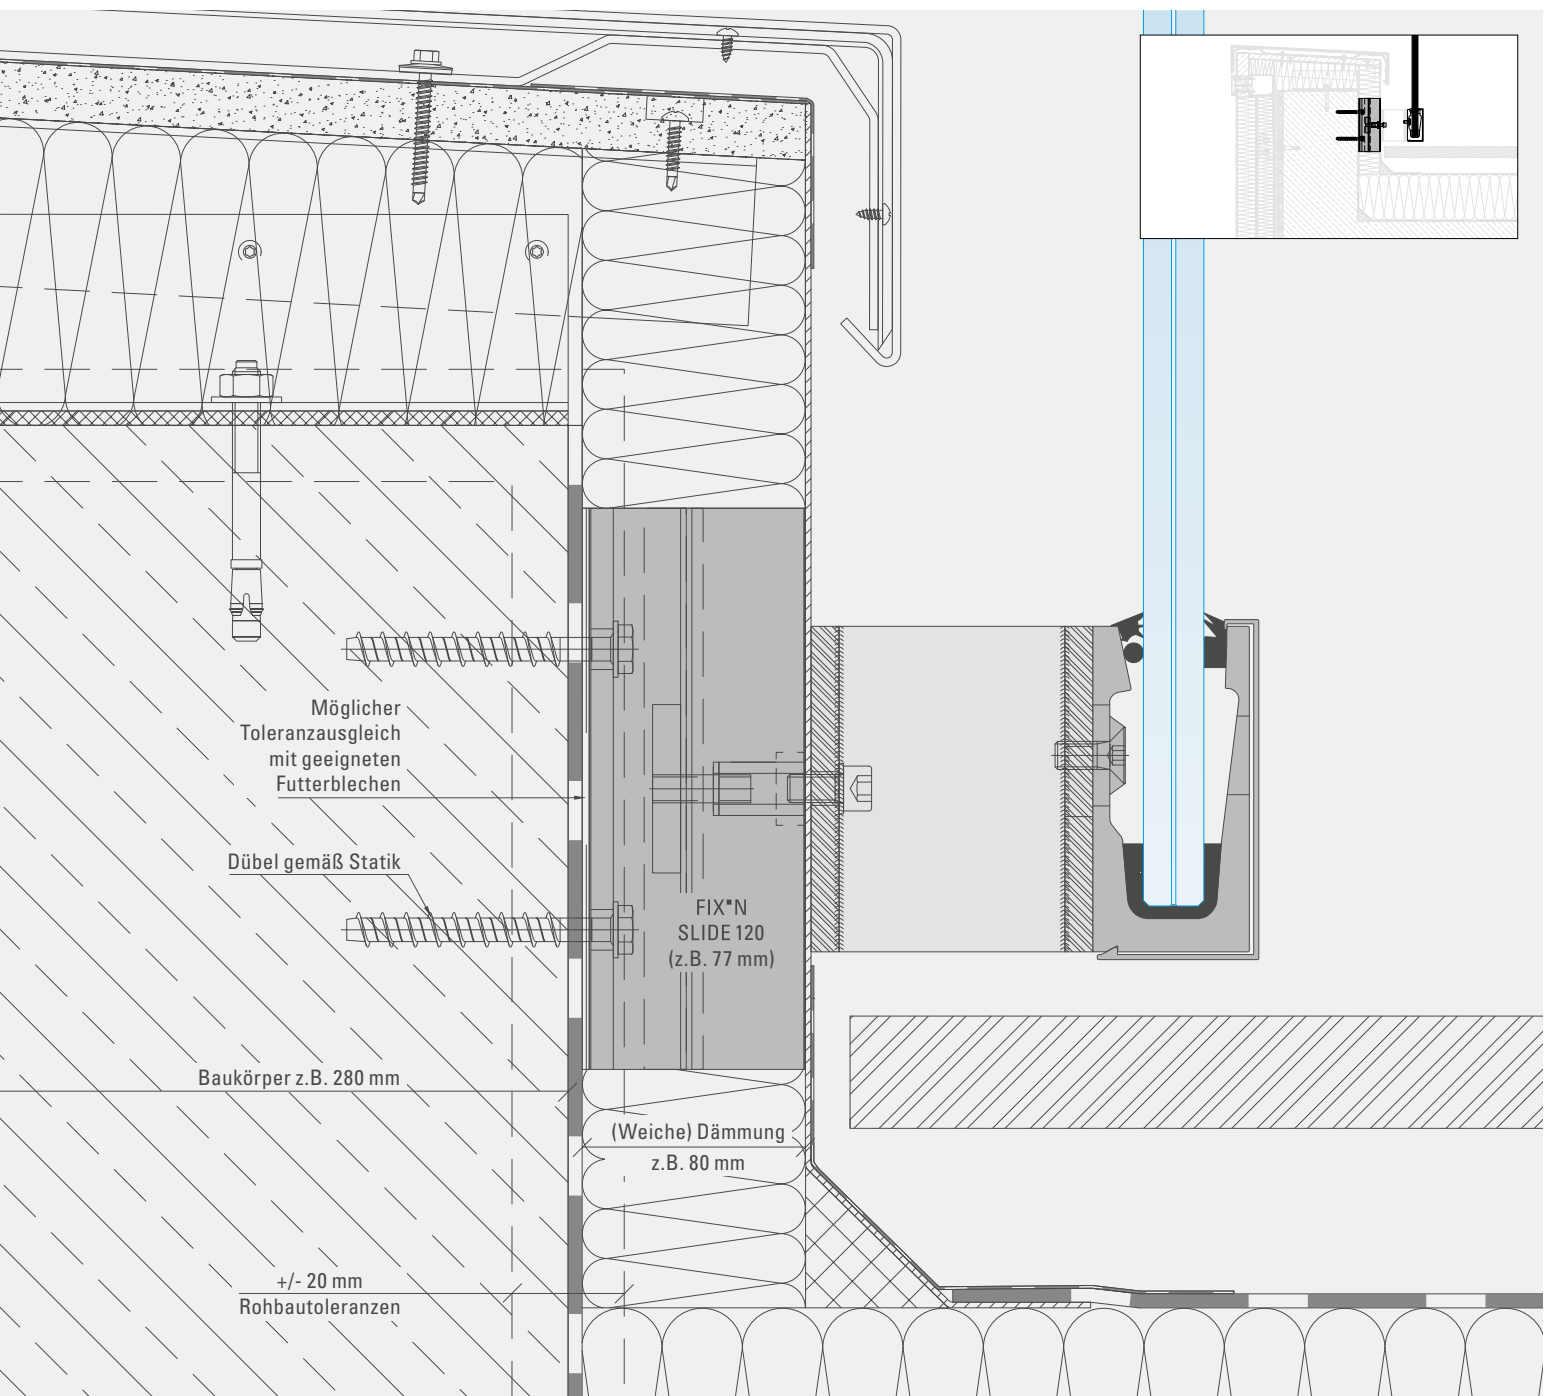 Möglicher
Toleranzausgleich
mit geeigneten
Futterblechen
Dübel gemäß Statik
FIX■N
SLIDE 120
(z.B. 77 mm)
Baukörper z.B. 280 mm
(Weiche) Dämmung
z.B. 80 mm
+/- 20 mm
Rohbautoleranzen